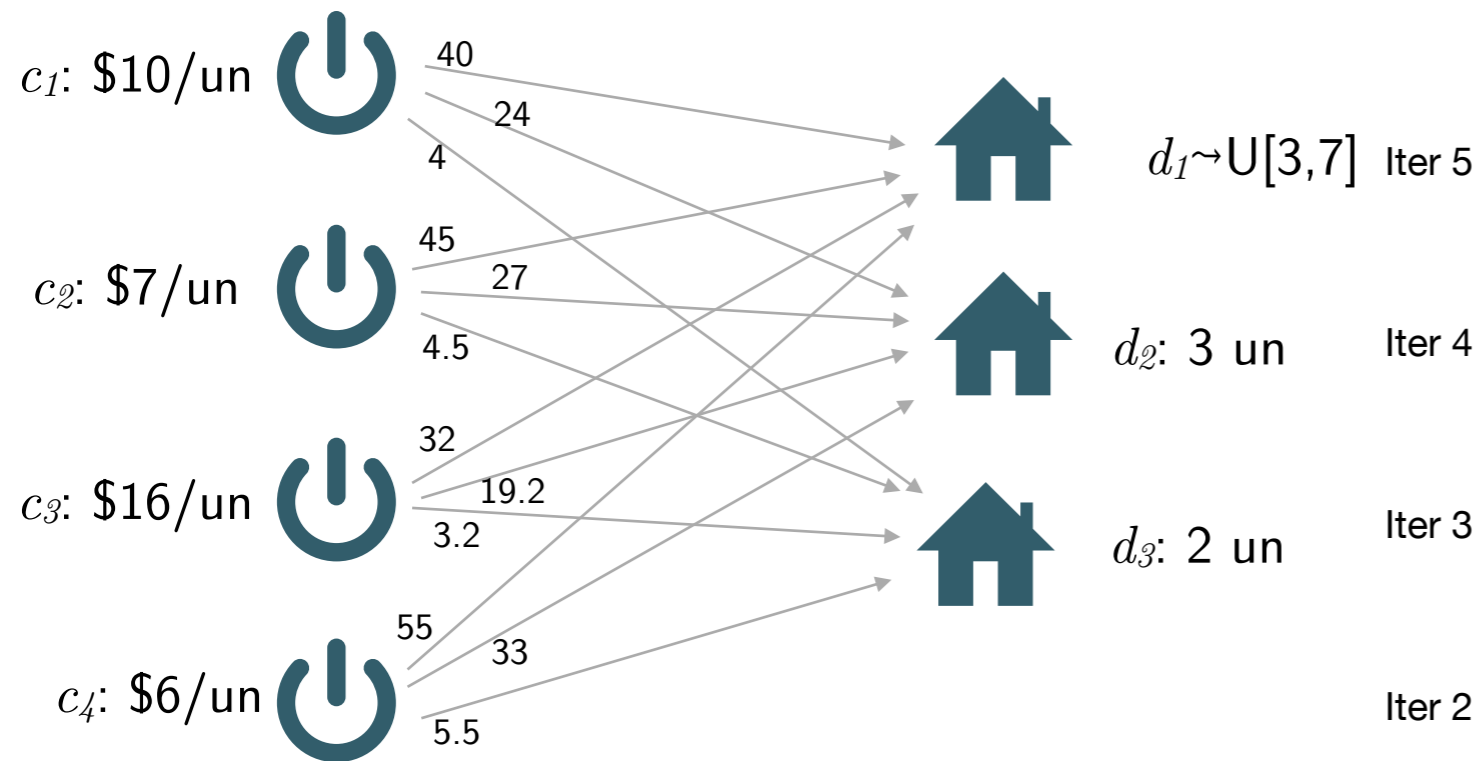 c1: $10/un
40
24
4
d1⤳U[3,7]
Iter 5
c2: $7/un
45
27
4.5
d2: 3 un
Iter 4
c3: $16/un
32
19.2
3.2
d3: 2 un
Iter 3
c4: $6/un
55
33
5.5
Iter 2